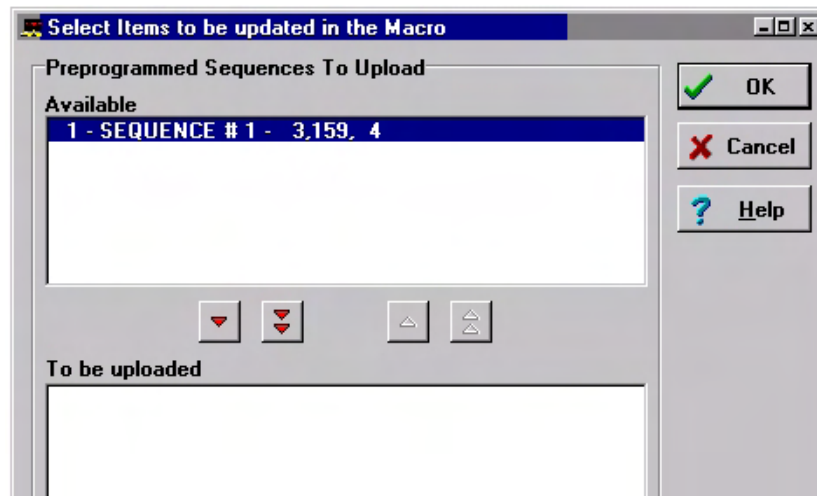 Select Items to be updated in the Macro
Preprogrammed Sequences To Upload
Available
1 - SEQUENCE # 1 - 3,159, 4
To be uploaded
OK
Cancel
Help